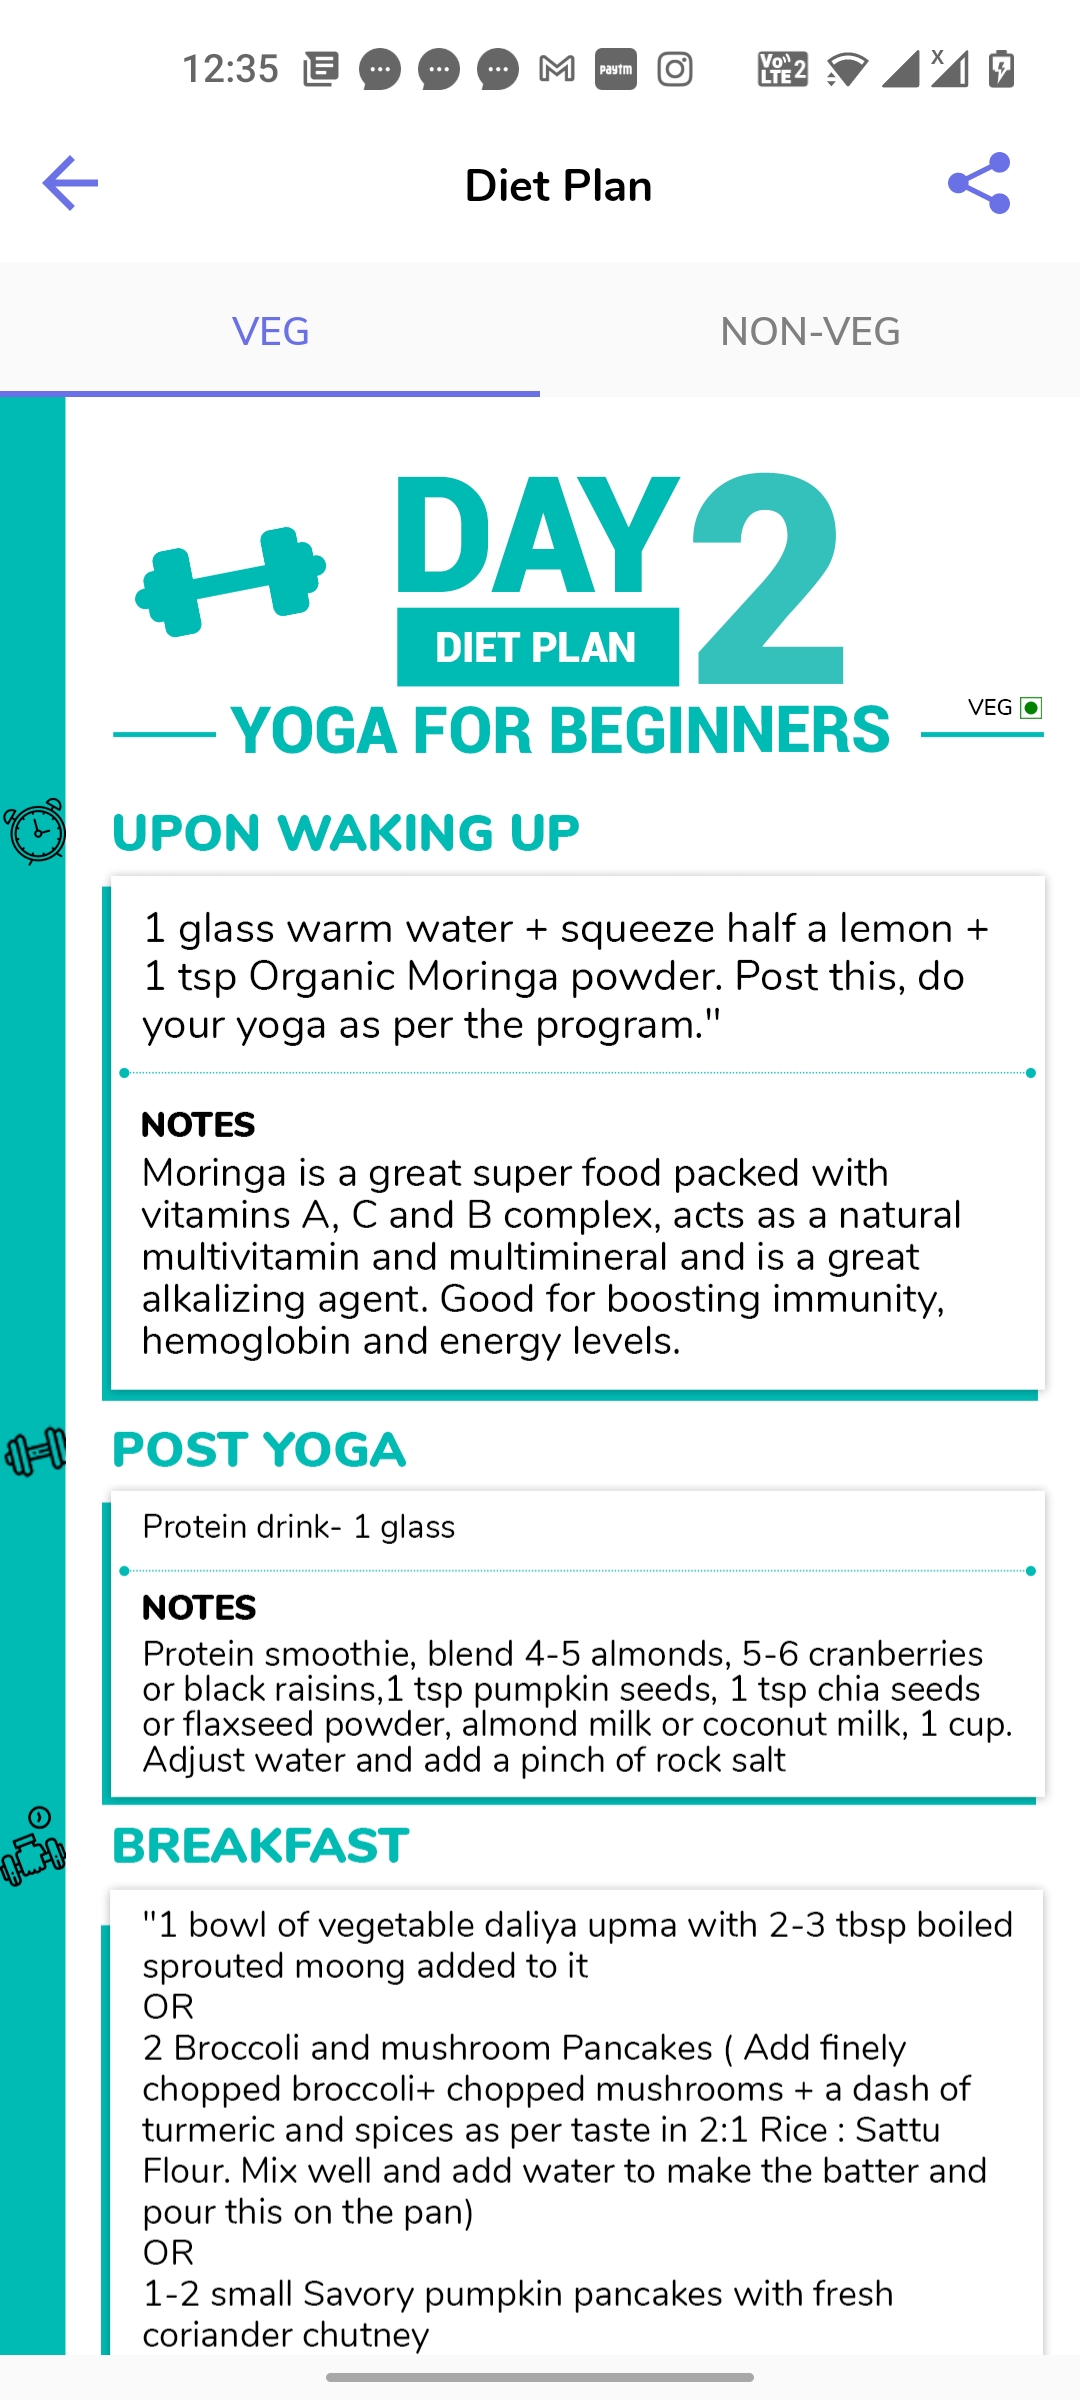 12:35
paytm
Vo)) LTE 2
X
Diet Plan
VEG
NON-VEG
DAY 2
DIET PLAN
VEG
YOGA FOR BEGINNERS
UPON WAKING UP
1 glass warm water + squeeze half a lemon +
1 tsp Organic Moringa powder. Post this, do
your yoga as per the program."
NOTES
Moringa is a great super food packed with
vitamins A, C and B complex, acts as a natural
multivitamin and multimineral and is a great
alkalizing agent. Good for boosting immunity,
hemoglobin and energy levels.
POST YOGA
Protein drink- 1 glass
NOTES
Protein smoothie, blend 4-5 almonds, 5-6 cranberries
or black raisins,1 tsp pumpkin seeds, 1 tsp chia seeds
or flaxseed powder, almond milk or coconut milk, 1 cup.
Adjust water and add a pinch of rock salt
BREAKFAST
"1 bowl of vegetable daliya upma with 2-3 tbsp boiled
sprouted moong added to it
OR
2 Broccoli and mushroom Pancakes ( Add finely
chopped broccoli+ chopped mushrooms + a dash of
turmeric and spices as per taste in 2:1 Rice : Sattu
Flour. Mix well and add water to make the batter and
pour this on the pan)
OR
1-2 small Savory pumpkin pancakes with fresh
coriander chutney